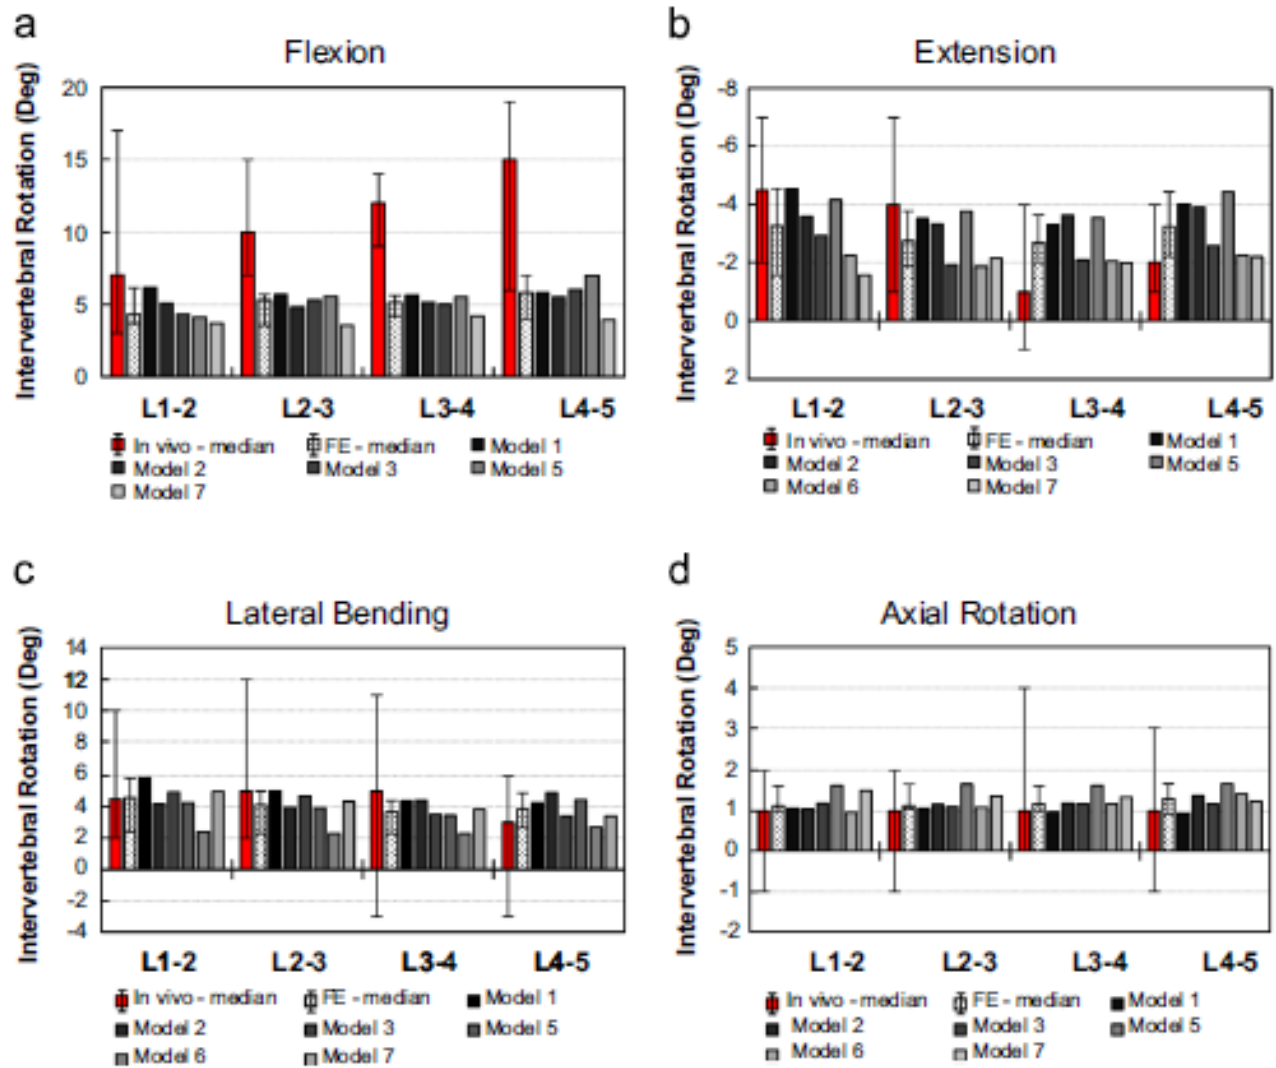 a
Flexion
Intervertebral Rotation (Deg)
20
15
10
5
0
L1-2 L2-3 L3-4 L4-5
In vivo - median FE - median Model 1
Model 2 Model 3 Model 5
Model 7
b
Extension
Intervertebral Rotation (Deg)
-8
-6
-4
-2
0
2
L1-2 L2-3 L3-4 L4-5
In vivo - median FE - median Model 1
Model 2 Model 3 Model 5
Model 6 Model 7
c
Lateral Bending
Intervertebral Rotation (Deg)
14
12
10
8
6
4
2
0
-2
-4
L1-2 L2-3 L3-4 L4-5
In vivo - median FE - median Model 1
Model 2 Model 3 Model 5
Model 6 Model 7
d
Axial Rotation
Intervertebral Rotation (Deg)
5
4
3
2
1
0
-1
-2
L1-2 L2-3 L3-4 L4-5
In vivo - median FE - median Model 1
Model 2 Model 3 Model 5
Model 6 Model 7